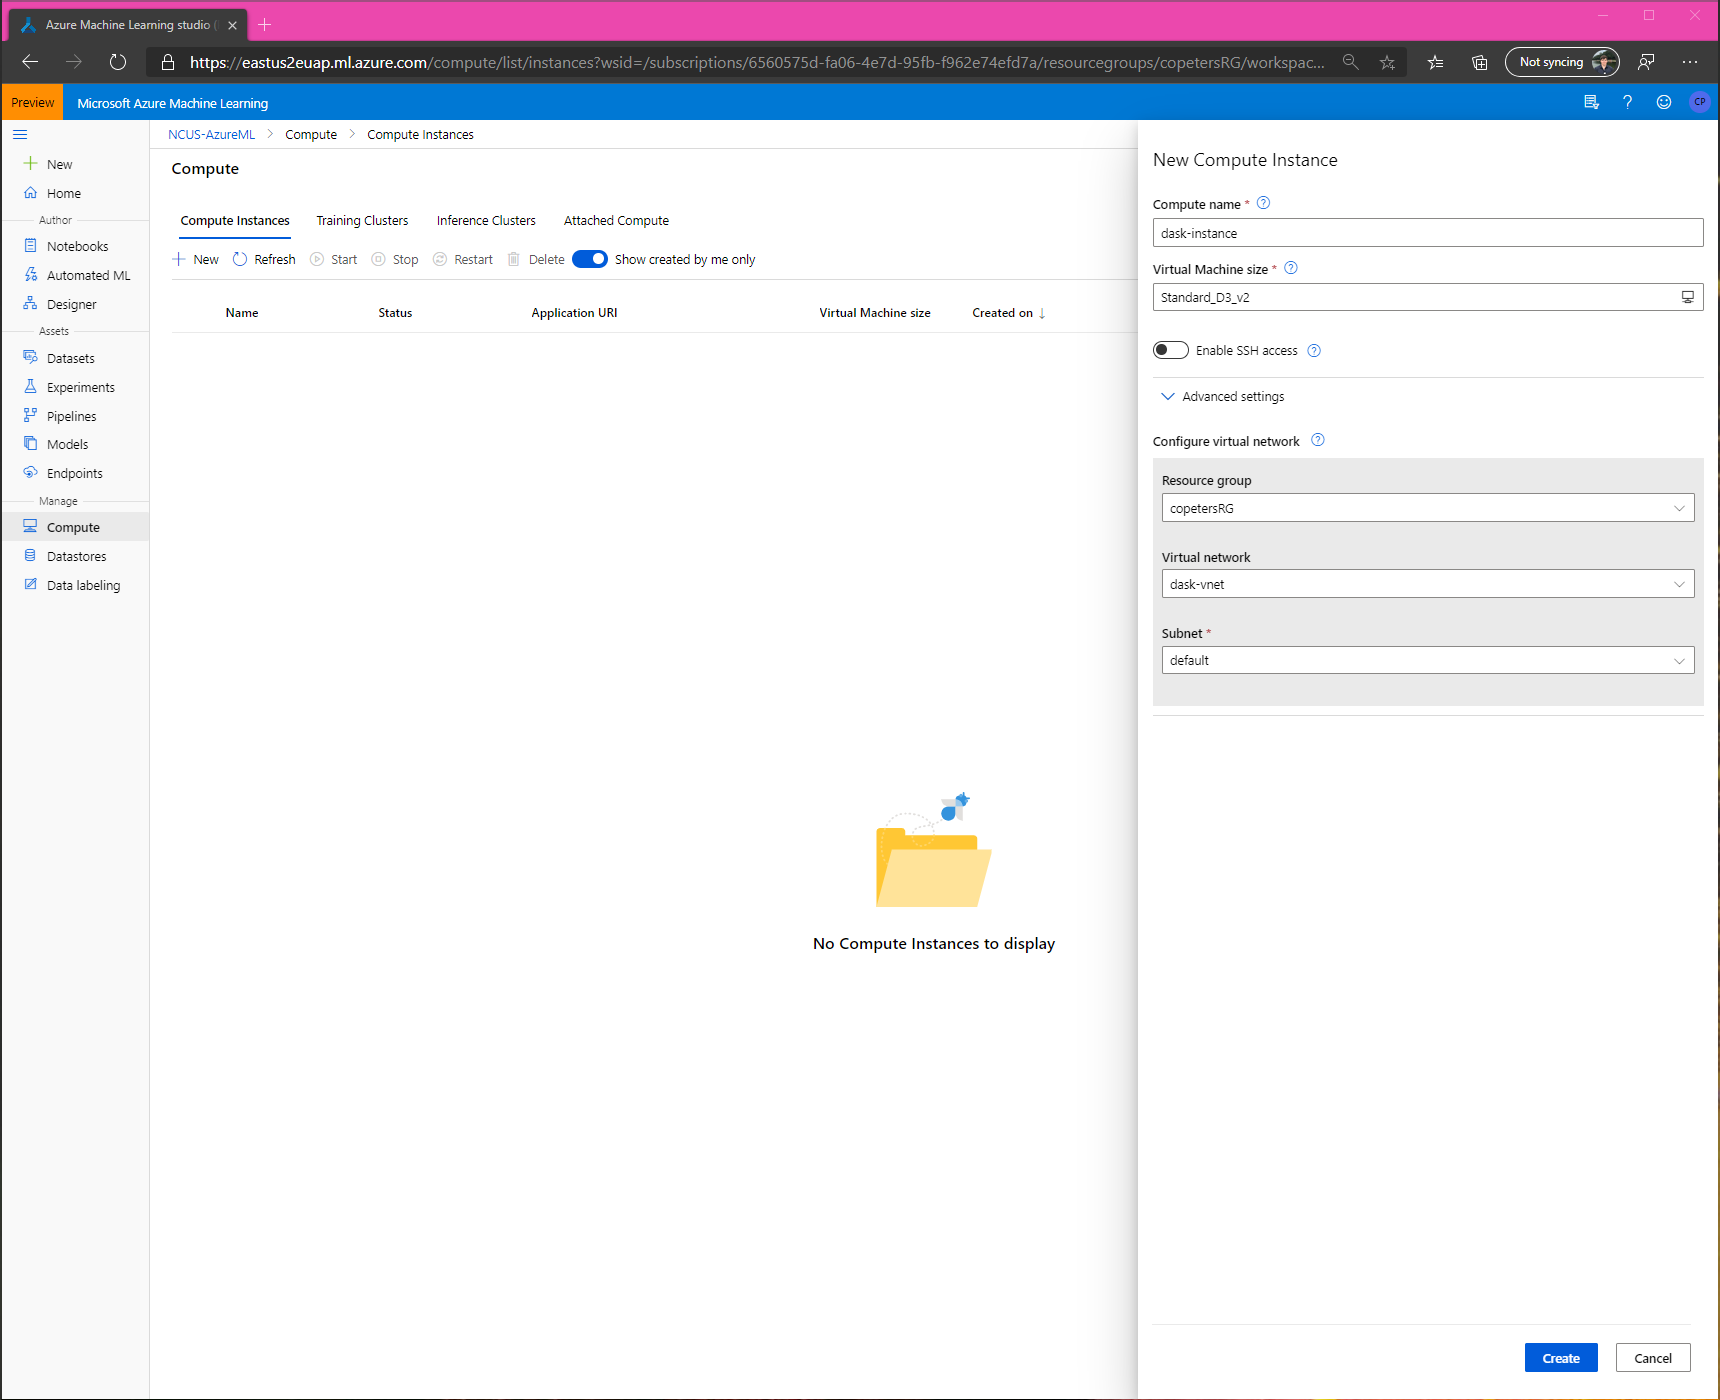 Azure Machine Learning studio (
https://eastus2euap.ml.azure.com/compute/list/instances?wsid=/subscriptions/6560575d-fa06-4e7d-95fb-f962e74efd7a/resourcegroups/copetersRG/workspac...
Not syncing
Preview
Microsoft Azure Machine Learning
CP
NCUS-AzureML > Compute > Compute Instances
New
Home
Author
Notebooks
Automated ML
Designer
Assets
Datasets
Experiments
Pipelines
Models
Endpoints
Manage
Compute
Datastores
Data labeling
Compute
Compute Instances Training Clusters Inference Clusters Attached Compute
New Refresh Start Stop Restart Delete Show created by me only
Name Status Application URI Virtual Machine size Created on ↓
No Compute Instances to display
New Compute Instance
Compute name *
dask-instance
Virtual Machine size *
Standard_D3_v2
Enable SSH access
Advanced settings
Configure virtual network
Resource group
copetersRG
Virtual network
dask-vnet
Subnet *
default
Create Cancel